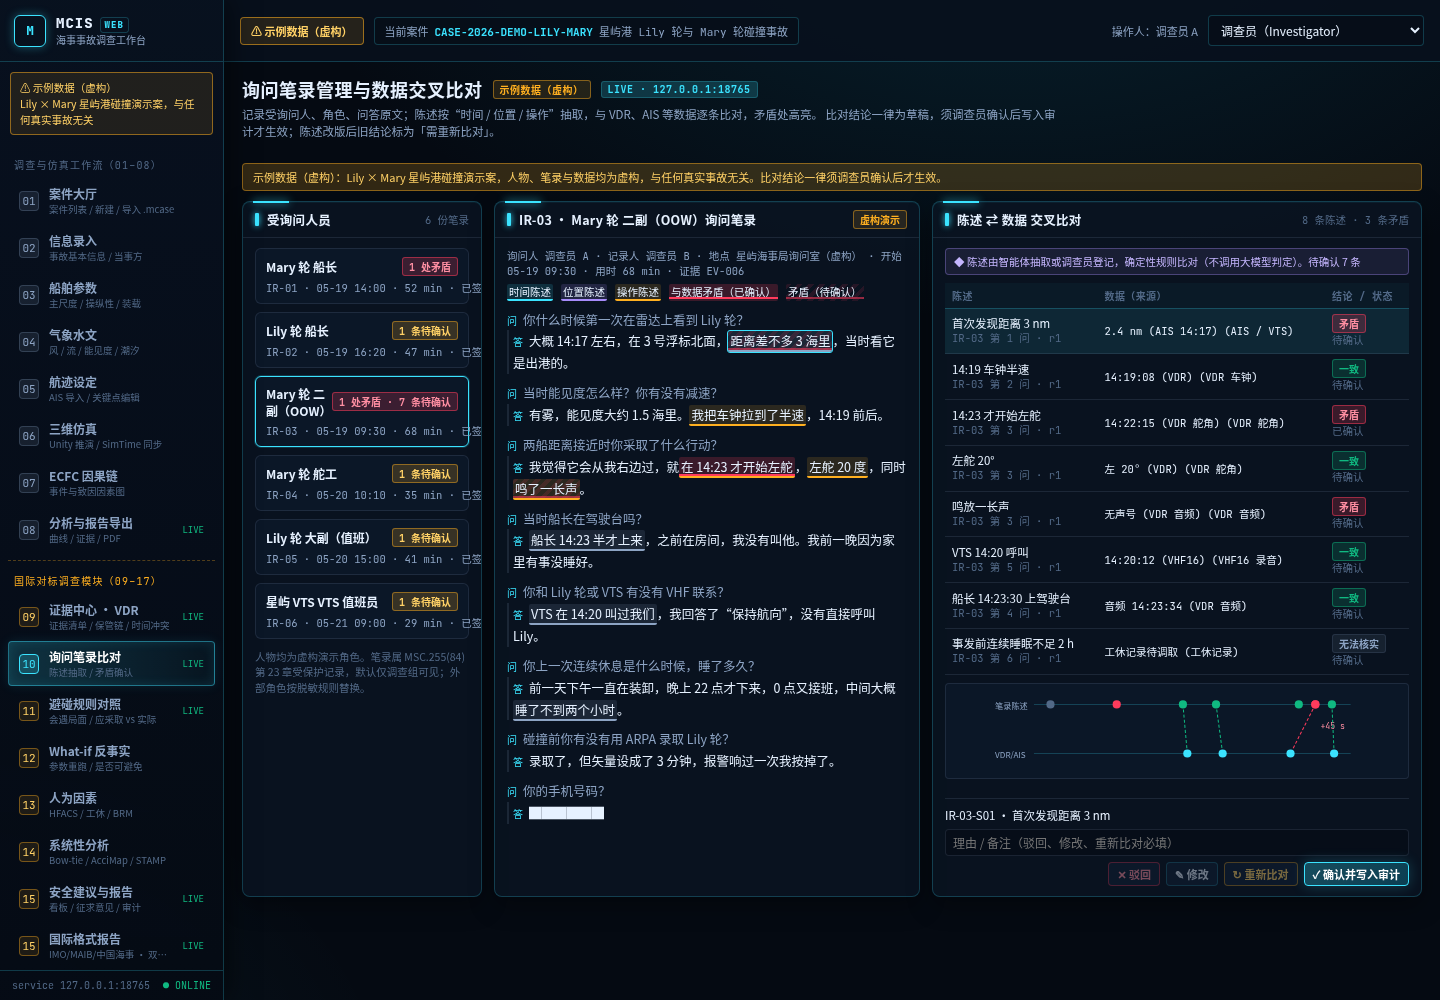 M
MCIS WEB
海事事故调查工作台
⚠ 示例数据（虚构）
当前案件 CASE-2026-DEMO-LILY-MARY 星屿港 Lily 轮与 Mary 轮碰撞事故
操作人：调查员 A
调查员（Investigator）
⚠ 示例数据（虚构）
Lily × Mary 星屿港碰撞演示案，与任
何真实事故无关
调查与仿真工作流（01–08）
01 案件大厅
案件列表 / 新建 / 导入 .mcase
02 信息录入
事故基本信息 / 当事方
03 船舶参数
主尺度 / 操纵性 / 装载
04 气象水文
风 / 流 / 能见度 / 潮汐
05 航迹设定
AIS 导入 / 关键点编辑
06 三维仿真
Unity 推演 / SimTime 同步
07 ECFC 因果链
事件与致因因素图
08 分析与报告导出 LIVE
曲线 / 证据 / PDF
国际对标调查模块（09–17）
09 证据中心 · VDR LIVE
证据清单 / 保管链 / 时间冲突
10 询问笔录比对 LIVE
陈述抽取 / 矛盾确认
11 避碰规则对照 LIVE
会遇局面 / 应采取 vs 实际
12 What-if 反事实
参数重跑 / 是否可避免
13 人为因素
HFACS / 工休 / BRM
14 系统性分析
Bow-tie / AcciMap / STAMP
15 安全建议与报告 LIVE
看板 / 征求意见 / 审计
15 国际格式报告 LIVE
IMO/MAIB/中国海事 · 双…
service 127.0.0.1:18765 ● ONLINE
询问笔录管理与数据交叉比对 示例数据（虚构） LIVE · 127.0.0.1:18765
记录受询问人、角色、问答原文；陈述按“时间 / 位置 / 操作”抽取，与 VDR、AIS 等数据逐条比对，矛盾处高亮。 比对结论一律为草稿，须调查员确认后写入审
计才生效；陈述改版后旧结论标为「需重新比对」。
示例数据（虚构）：Lily × Mary 星屿港碰撞演示案，人物、笔录与数据均为虚构，与任何真实事故无关。比对结论一律须调查员确认后才生效。
受询问人员 6 份笔录
Mary 轮 船长 1 处矛盾
IR-01 · 05-19 14:00 · 52 min · 已签
Lily 轮 船长 1 条待确认
IR-02 · 05-19 16:20 · 47 min · 已签
Mary 轮 二
副（OOW） 1 处矛盾 · 7 条待确认
IR-03 · 05-19 09:30 · 68 min · 已签
Mary 轮 舵工 1 条待确认
IR-04 · 05-20 10:10 · 35 min · 已签
Lily 轮 大副（值班） 1 条待确认
IR-05 · 05-20 15:00 · 41 min · 已签
星屿 VTS VTS 值班员 1 条待确认
IR-06 · 05-21 09:00 · 29 min · 已签
人物均为虚构演示角色。笔录属 MSC.255(84)
第 23 章受保护记录，默认仅调查组可见；外
部角色按脱敏规则替换。
IR-03 · Mary 轮 二副（OOW）询问笔录 虚构演示
询问人 调查员 A · 记录人 调查员 B · 地点 星屿海事局询问室（虚构） · 开始
05-19 09:30 · 用时 68 min · 证据 EV-006
时间陈述 位置陈述 操作陈述 与数据矛盾（已确认） 矛盾（待确认）
问 你什么时候第一次在雷达上看到 Lily 轮？
答 大概 14:17 左右，在 3 号浮标北面，距离差不多 3 海里，当时看它
是出港的。
问 当时能见度怎么样？你有没有减速？
答 有雾，能见度大约 1.5 海里。我把车钟拉到了半速，14:19 前后。
问 两船距离接近时你采取了什么行动？
答 我觉得它会从我右边过，就在 14:23 才开始左舵，左舵 20 度，同时
鸣了一长声。
问 当时船长在驾驶台吗？
答 船长 14:23 半才上来，之前在房间，我没有叫他。我前一晚因为家
里有事没睡好。
问 你和 Lily 轮或 VTS 有没有 VHF 联系？
答 VTS 在 14:20 叫过我们，我回答了“保持航向”，没有直接呼叫
Lily。
问 你上一次连续休息是什么时候，睡了多久？
答 前一天下午一直在装卸，晚上 22 点才下来，0 点又接班，中间大概
睡了不到两个小时。
问 碰撞前你有没有用 ARPA 录取 Lily 轮？
答 录取了，但矢量设成了 3 分钟，报警响过一次我按掉了。
问 你的手机号码？
答 ███████████
陈述 ⇄ 数据 交叉比对 8 条陈述 · 3 条矛盾
◆ 陈述由智能体抽取或调查员登记，确定性规则比对（不调用大模型判定）。待确认 7 条
陈述 数据（来源） 结论 / 状态
首次发现距离 3 nm 2.4 nm (AIS 14:17) (AIS / VTS) 矛盾
IR-03 第 1 问 · r1 待确认
14:19 车钟半速 14:19:08 (VDR) (VDR 车钟) 一致
IR-03 第 2 问 · r1 待确认
14:23 才开始左舵 14:22:15 (VDR 舵角) (VDR 舵角) 矛盾
IR-03 第 3 问 · r1 已确认
左舵 20° 左 20° (VDR) (VDR 舵角) 一致
IR-03 第 3 问 · r1 待确认
鸣放一长声 无声号 (VDR 音频) (VDR 音频) 矛盾
IR-03 第 3 问 · r1 待确认
VTS 14:20 呼叫 14:20:12 (VHF16) (VHF16 录音) 一致
IR-03 第 5 问 · r1 待确认
船长 14:23:30 上驾驶台 音频 14:23:34 (VDR 音频) 一致
IR-03 第 4 问 · r1 待确认
事发前连续睡眠不足 2 h 工休记录待调取 (工休记录) 无法核实
IR-03 第 6 问 · r1 待确认
笔录陈述
+45 s
VDR/AIS
IR-03-S01 · 首次发现距离 3 nm
理由 / 备注（驳回、修改、重新比对必填）
✕ 驳回 ✎ 修改 ↻ 重新比对 ✓ 确认并写入审计